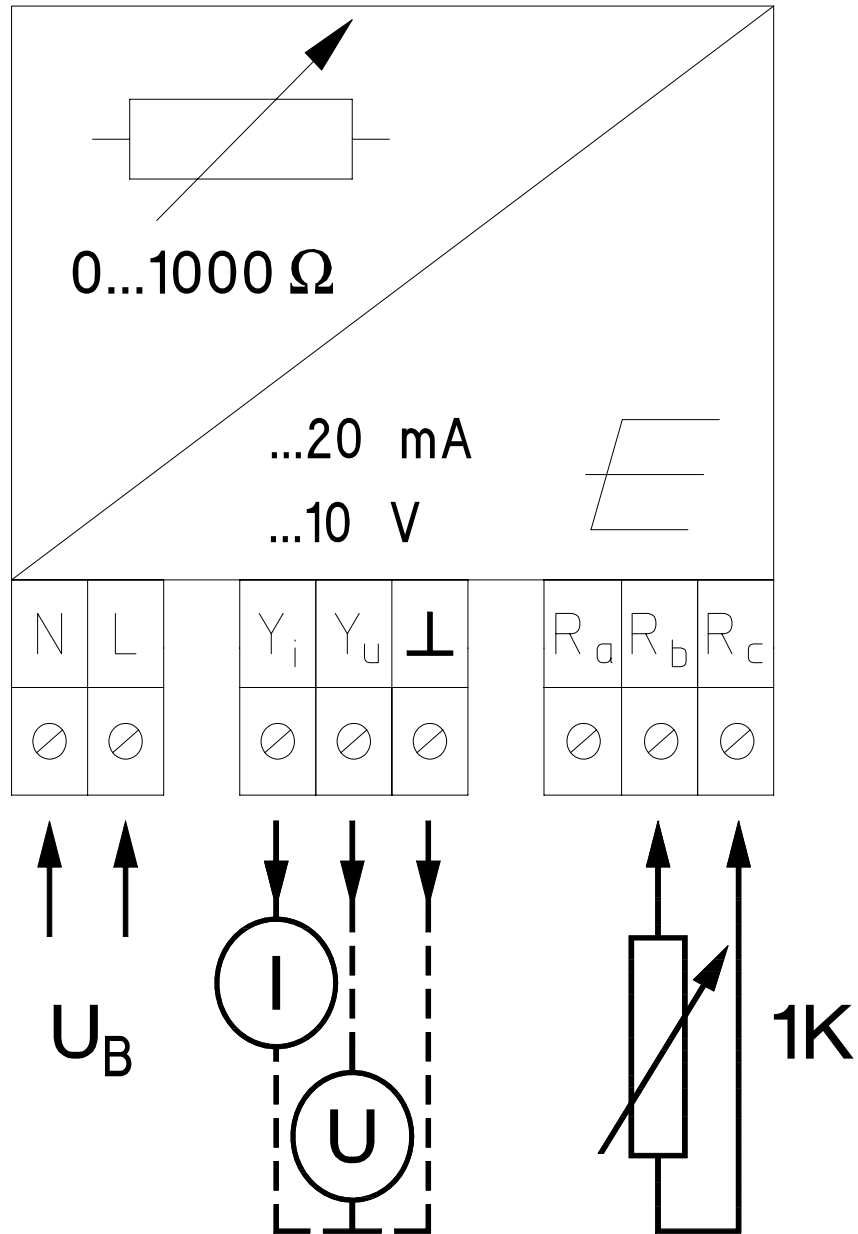 0...1000 Ω
...20 mA
...10 V
N L Yi Yu ⊥ Ra Rb Rc
I
UB
1K
U